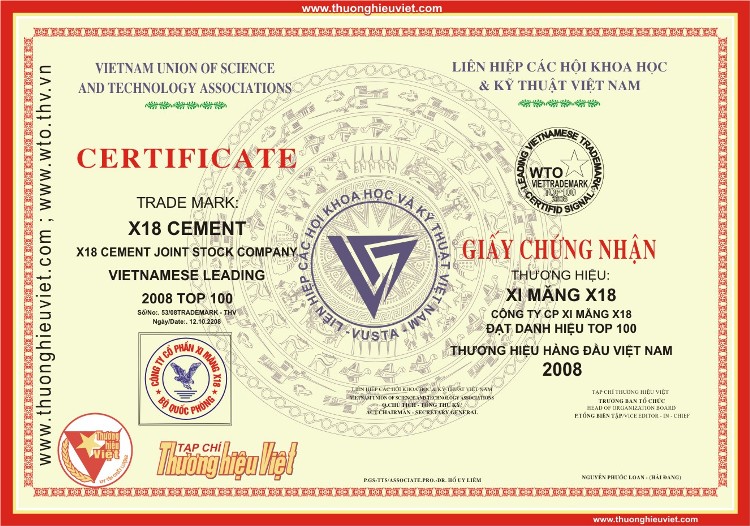 www.thuonghieuviet.com
www.thuonghieuviet.com ; www.wto.thv.vn
VIETNAM UNION OF SCIENCE
AND TECHNOLOGY ASSOCIATIONS
LIÊN HIỆP CÁC HỘI KHOA HỌC
& KỸ THUẬT VIỆT NAM
CERTIFICATE
TRADE MARK:
X18 CEMENT
X18 CEMENT JOINT STOCK COMPANY
VIETNAMESE LEADING
2008 TOP 100
Số/No:. 53/08TRADEMARK - THV
Ngày/Date:. 12.10.2208
LEADING VIETNAMESE TRADEMARK
WTO
VIETTRADEMARK
TOP 100
2008
CERTIFID SIGNAL
LIÊN HIỆP CÁC HỘI KHOA HỌC VÀ KỸ THUẬT VIỆT NAM
- VUSTA -
GIẤY CHỨNG NHẬN
THƯƠNG HIỆU:
XI MĂNG X18
CÔNG TY CP XI MĂNG X18
ĐẠT DANH HIỆU TOP 100
THƯƠNG HIỆU HÀNG ĐẦU VIỆT NAM
2008
CÔNG TY CỔ PHẦN XI MĂNG X18
BỘ QUỐC PHÒNG
LIÊN HIỆP CÁC HỘI KHOA HỌC & KỸ THUẬT VIỆT NAM
VIETNAM UNION OF SCIENCE AND TECHNOLOGY ASSOCIATIONS
Q.CHỦ TỊCH - TỔNG THƯ KÝ
ACT CHAIRMAN - SECRETARY GENERAL
TẠP CHÍ THƯƠNG HIỆU VIỆT
TRƯỞNG BAN TỔ CHỨC
HEAD OF ORGANIZATION BOARD
P.TỔNG BIÊN TẬP/VICE EDITOR - IN - CHIEF
Thương
hiệu
Việt
TẠP CHÍ
Thương hiệu Việt
P.GS-TTS/ASSOCIATE.PRO.-DR. HỒ UY LIÊM
NGUYỄN PHƯỚC LOAN - (HẢI ĐANG)
www.thuonghieuviet.com